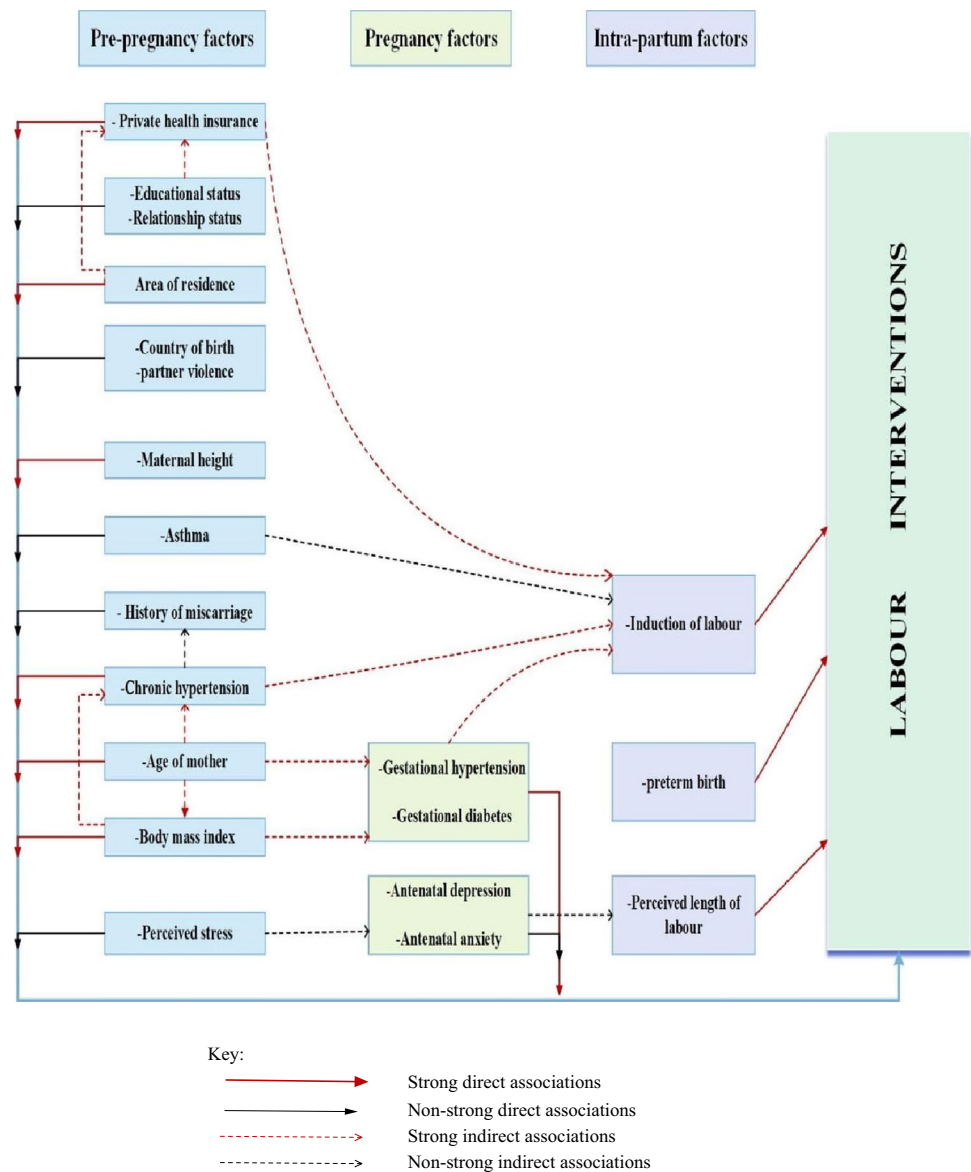 Pre-pregnancy factors
Pregnancy factors
Intra-partum factors
- Private health insurance
-Educational status
-Relationship status
Area of residence
-Country of birth
-partner violence
-Maternal height
-Asthma
- History of miscarriage
-Chronic hypertension
-Age of mother
-Body mass index
-Perceived stress
-Gestational hypertension
-Gestational diabetes
-Antenatal depression
-Antenatal anxiety
-Induction of labour
-preterm birth
-Perceived length of
labour
LABOUR INTERVENTIONS
Key:
Strong direct associations
Non-strong direct associations
Strong indirect associations
Non-strong indirect associations